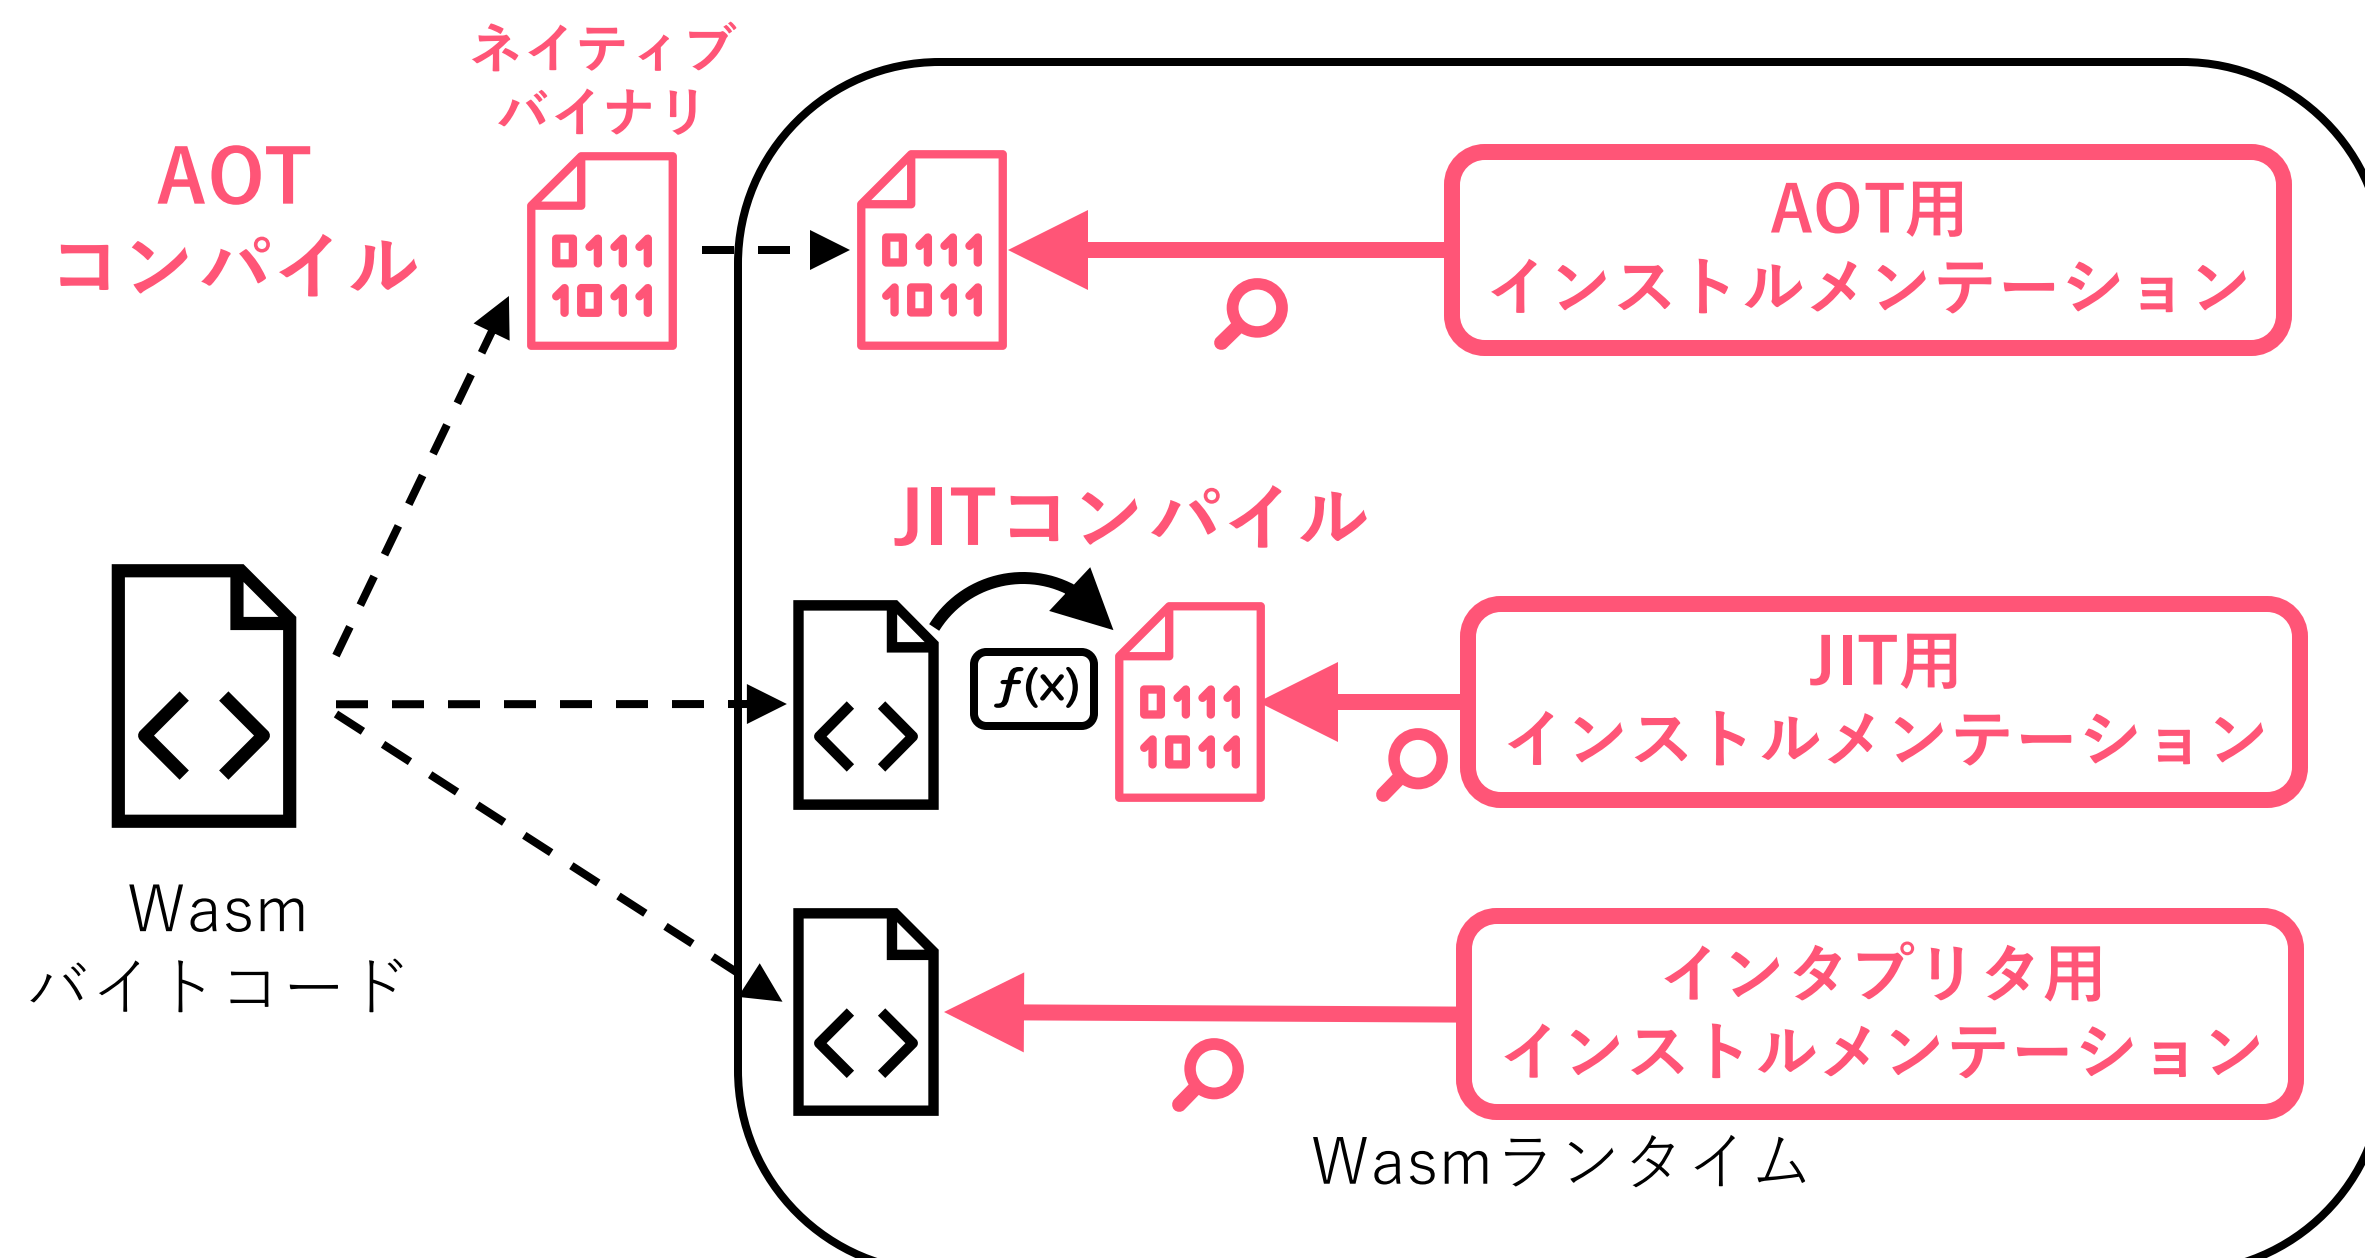 ネイティブ
バイナリ
AOT
コンパイル
0111
1011
0111
1011
AOT用
インストルメンテーション
JITコンパイル
f(x)
0111
1011
JIT用
インストルメンテーション
< >
< >
Wasm
バイトコード
< >
インタプリタ用
インストルメンテーション
Wasmランタイム